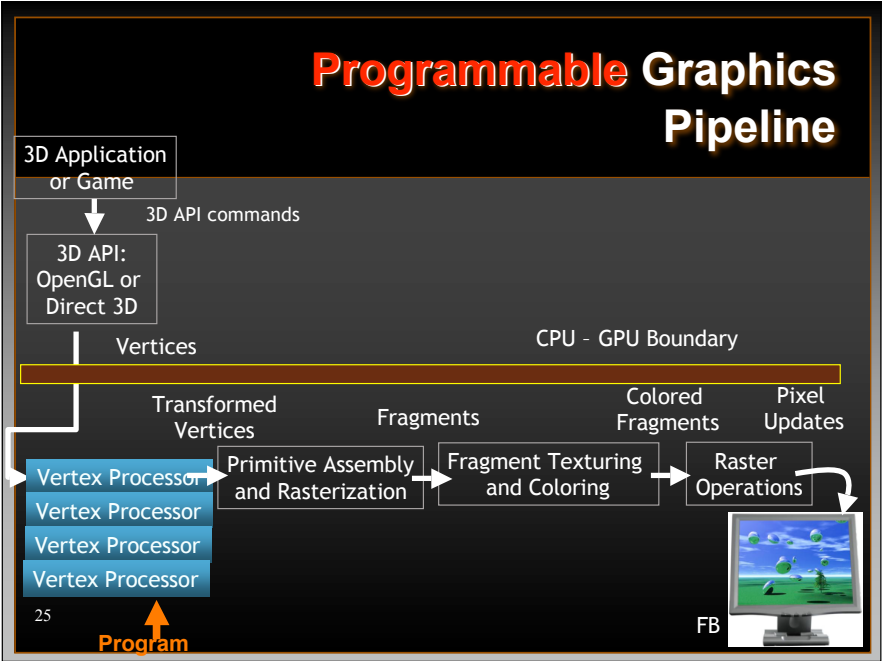 Programmable Graphics
Pipeline
3D Application
or Game
3D API commands
3D API:
OpenGL or
Direct 3D
Vertices
CPU – GPU Boundary
Transformed
Vertices
Fragments
Colored
Fragments
Pixel
Updates
Vertex Processor
Vertex Processor
Vertex Processor
Vertex Processor
Primitive Assembly
and Rasterization
Fragment Texturing
and Coloring
Raster
Operations
25
Program
FB